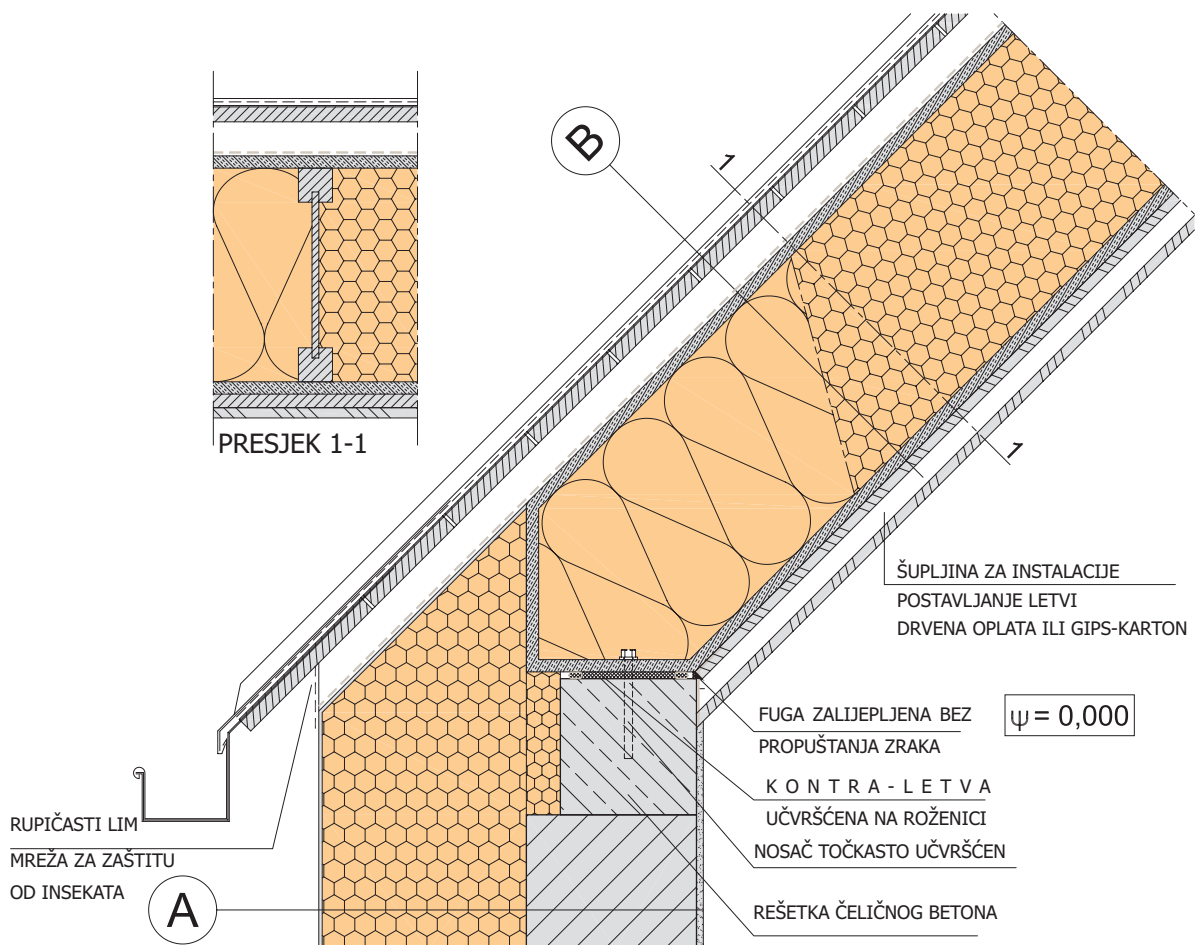 B
1
PRESJEK 1-1
1
ŠUPLJINA ZA INSTALACIJE
POSTAVLJANJE LETVI
DRVENA OPLATA ILI GIPS-KARTON
FUGA ZALIJEPLJENA BEZ
PROPUŠTANJA ZRAKA
ψ = 0,000
KONTRA-LETVA
UČVRŠĆENA NA ROŽENICI
NOSAČ TOČKASTO UČVRŠĆEN
REŠETKA ČELIČNOG BETONA
RUPIČASTI LIM
MREŽA ZA ZAŠTITU
OD INSEKATA
A